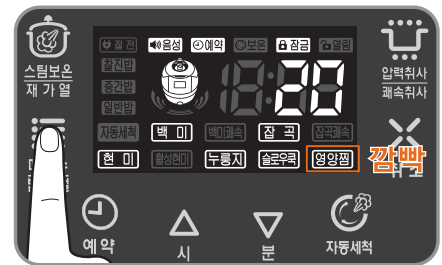 스팀보온
재 가 열
절 전
음성
예약
보온
잠금
열림
찰진밥
중간밥
일반밥
20
자동세척
백 미
백미쾌속
잡 곡
잡곡쾌속
현 미
활성현미
누룽지
슬로우쿡
영양찜
깜빡
압력취사
쾌속취사
취 소
예 약
시
분
자동세척